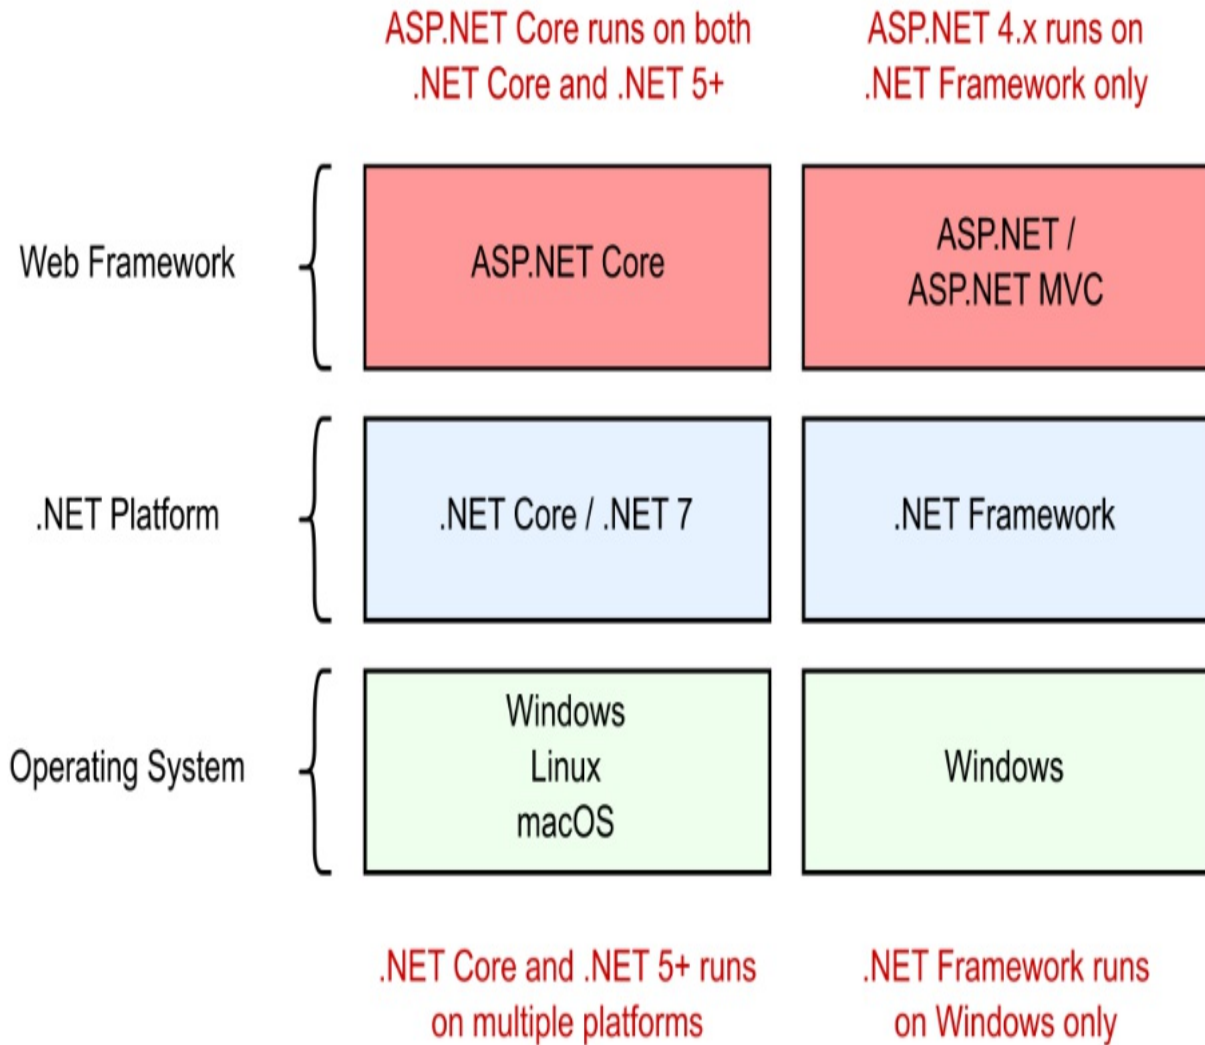 ASP.NET Core runs on both
.NET Core and .NET 5+
ASP.NET 4.x runs on
.NET Framework only
Web Framework
ASP.NET Core
ASP.NET /
ASP.NET MVC
.NET Platform
.NET Core / .NET 7
.NET Framework
Operating System
Windows
Linux
macOS
Windows
.NET Core and .NET 5+ runs
on multiple platforms
.NET Framework runs
on Windows only